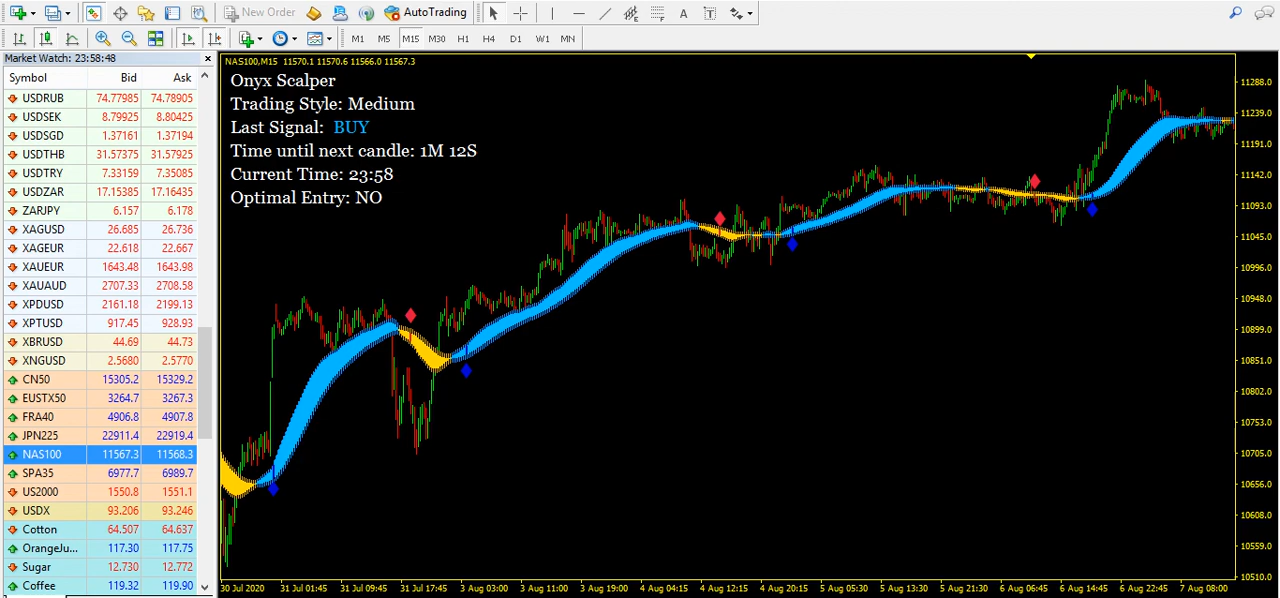 New Order AutoTrading
M1 M5 M15 M30 H1 H4 D1 W1 MN
Market Watch: 23:58:48
Symbol Bid Ask
USDRUB 74.77985 74.78905
USDSEK 8.79925 8.80425
USDSGD 1.37161 1.37194
USDTHB 31.57375 31.57925
USDTRY 7.33159 7.35085
USDZAR 17.15385 17.16435
ZARJPY 6.157 6.178
XAGUSD 26.685 26.736
XAGEUR 22.618 22.667
XAUEUR 1643.48 1643.98
XAUAUD 2707.33 2708.58
XPDUSD 2161.18 2199.13
XPTUSD 917.45 928.93
XBRUSD 44.69 44.73
XNGUSD 2.5680 2.5770
CN50 15305.2 15329.2
EUSTX50 3264.7 3267.3
FRA40 4906.8 4907.8
JPN225 22911.4 22919.4
NAS100 11567.3 11568.3
SPA35 6977.7 6989.7
US2000 1550.8 1551.1
USDX 93.206 93.246
Cotton 64.507 64.637
OrangeJu... 117.30 117.75
Sugar 12.730 12.772
Coffee 119.32 119.90
NAS100,M15 11570.1 11570.6 11566.0 11567.3
Onyx Scalper
Trading Style: Medium
Last Signal: BUY
Time until next candle: 1M 12S
Current Time: 23:58
Optimal Entry: NO
11288.0
11239.0
11191.0
11142.0
11093.0
11045.0
10996.0
10948.0
10899.0
10851.0
10802.0
10753.0
10705.0
10656.0
10608.0
10559.0
10510.0
30 Jul 2020 31 Jul 01:45 31 Jul 09:45 31 Jul 17:45 3 Aug 03:00 3 Aug 11:00 3 Aug 19:00 4 Aug 04:15 4 Aug 12:15 4 Aug 20:15 5 Aug 05:30 5 Aug 13:30 5 Aug 21:30 6 Aug 06:45 6 Aug 14:45 6 Aug 22:45 7 Aug 08:00